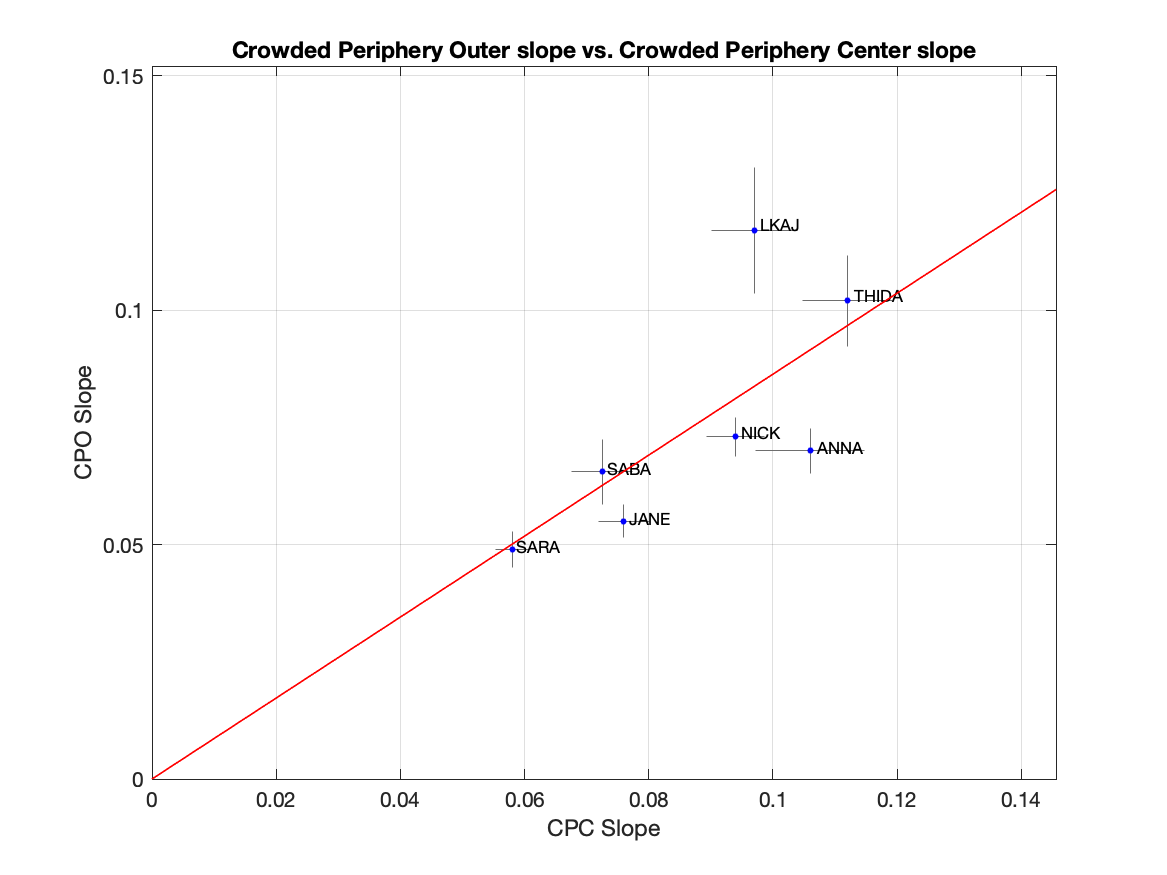 Crowded Periphery Outer slope vs. Crowded Periphery Center slope
0.15
0.1
0.05
0
CPO Slope
LKAJ
THIDA
NICK
ANNA
SABA
JANE
SARA
0 0.02 0.04 0.06 0.08 0.1 0.12 0.14
CPC Slope